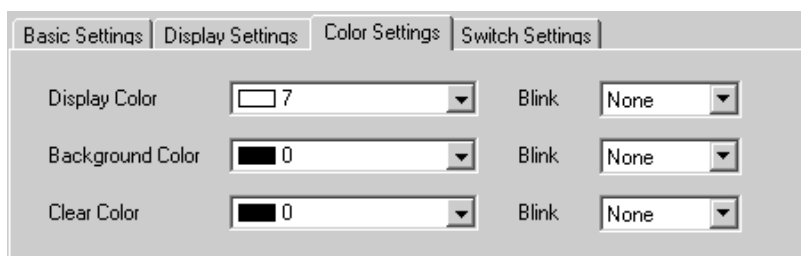 Basic Settings Display Settings Color Settings Switch Settings
Display Color 7 Blink None
Background Color 0 Blink None
Clear Color 0 Blink None